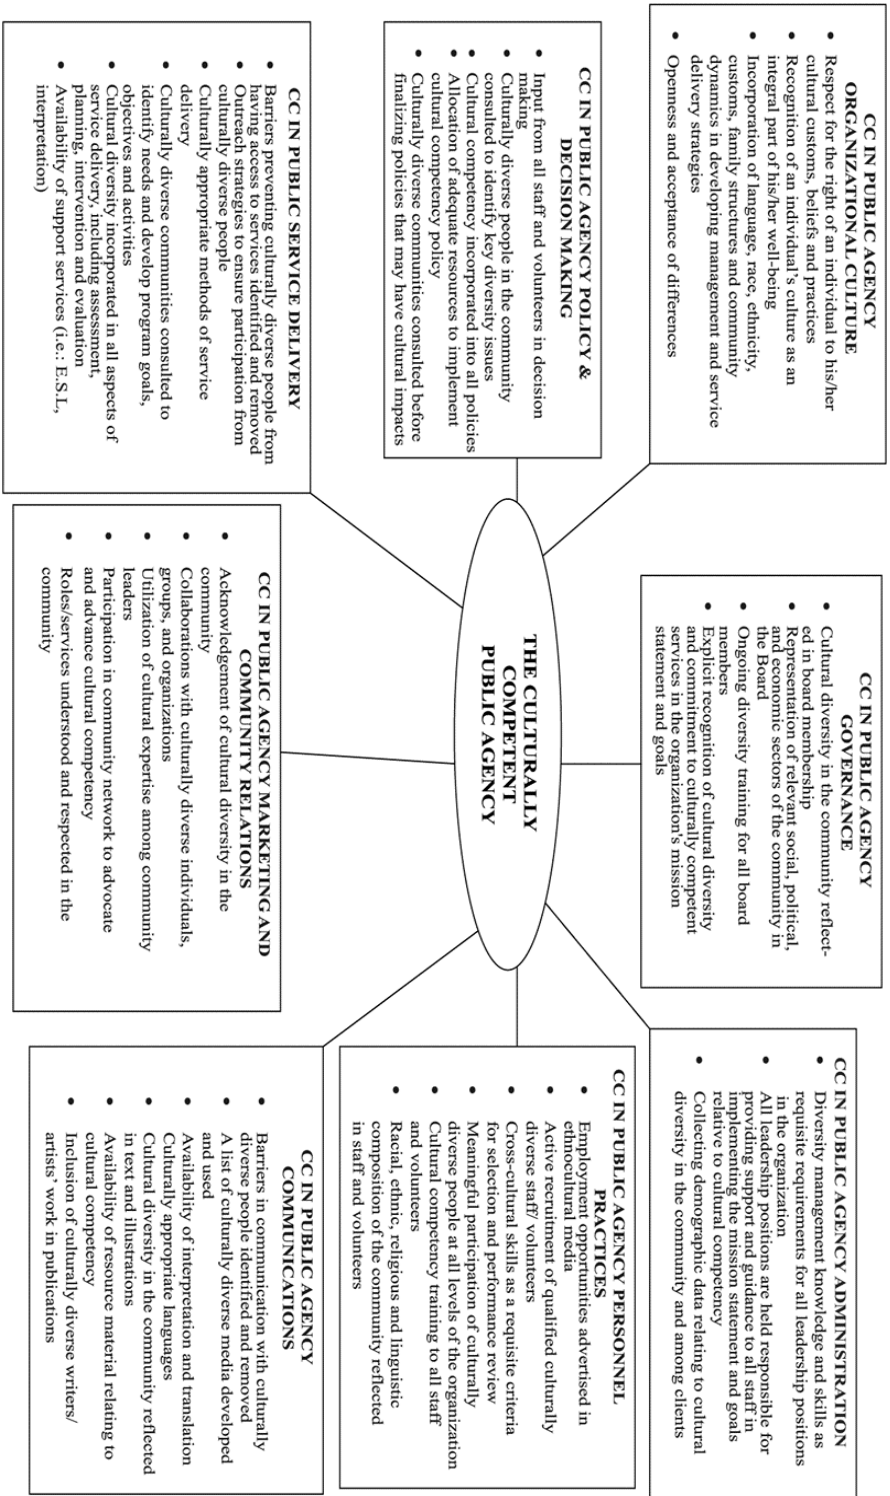 CC IN PUBLIC AGENCY
ORGANIZATIONAL CULTURE
• Respect for the right of an individual to his/her
cultural customs, beliefs and practices
• Recognition of an individual's culture as an
integral part of his/her well-being
• Incorporation of language, race, ethnicity,
customs, family structures and community
dynamics in developing management and service
delivery strategies
• Openness and acceptance of differences
CC IN PUBLIC AGENCY
GOVERNANCE
• Cultural diversity in the community reflect-
ed in board membership
• Representation of relevant social, political,
and economic sectors of the community in
the Board
• Ongoing diversity training for all board
members
• Explicit recognition of cultural diversity
and commitment to culturally competent
services in the organization's mission
statement and goals
CC IN PUBLIC AGENCY ADMINISTRATION
• Diversity management knowledge and skills as
requisite requirements for all leadership positions
in the organization
• All leadership positions are held responsible for
providing support and guidance to all staff in
implementing the mission statement and goals
relative to cultural competency
• Collecting demographic data relating to cultural
diversity in the community and among clients
CC IN PUBLIC AGENCY POLICY &
DECISION MAKING
• Input from all staff and volunteers in decision
making
• Culturally diverse people in the community
consulted to identify key diversity issues
• Cultural competency incorporated into all policies
• Allocation of adequate resources to implement
cultural competency policy
• Culturally diverse communities consulted before
finalizing policies that may have cultural impacts
THE CULTURALLY
COMPETENT
PUBLIC AGENCY
CC IN PUBLIC AGENCY PERSONNEL
PRACTICES
• Employment opportunities advertised in
ethnocultural media
• Active recruitment of qualified culturally
diverse staff/ volunteers
• Cross-cultural skills as a requisite criteria
for selection and performance review
• Meaningful participation of culturally
diverse people at all levels of the organization
• Cultural competency training to all staff
and volunteers
• Racial, ethnic, religious and linguistic
composition of the community reflected
in staff and volunteers
CC IN PUBLIC SERVICE DELIVERY
• Barriers preventing culturally diverse people from
having access to services identified and removed
• Outreach strategies to ensure participation from
culturally diverse people
• Culturally appropriate methods of service
delivery
• Culturally diverse communities consulted to
identify needs and develop program goals,
objectives and activities
• Cultural diversity incorporated in all aspects of
service delivery, including assessment,
planning, intervention and evaluation
• Availability of support services (i.e.: E.S.L,
interpretation)
CC IN PUBLIC AGENCY MARKETING AND
COMMUNITY RELATIONS
• Acknowledgement of cultural diversity in the
community
• Collaborations with culturally diverse individuals,
groups, and organizations
• Utilization of cultural expertise among community
leaders
• Participation in community network to advocate
and advance cultural competency
• Roles/services understood and respected in the
community
CC IN PUBLIC AGENCY
COMMUNICATIONS
• Barriers in communication with culturally
diverse people identified and removed
• A list of culturally diverse media developed
and used
• Availability of interpretation and translation
Culturally appropriate languages
• Cultural diversity in the community reflected
in text and illustrations
• Availability of resource material relating to
cultural competency
• Inclusion of culturally diverse writers/
artists' work in publications